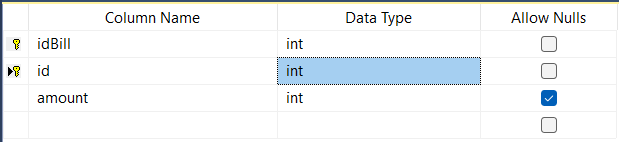 Column Name Data Type Allow Nulls
idBill int
id int
amount int